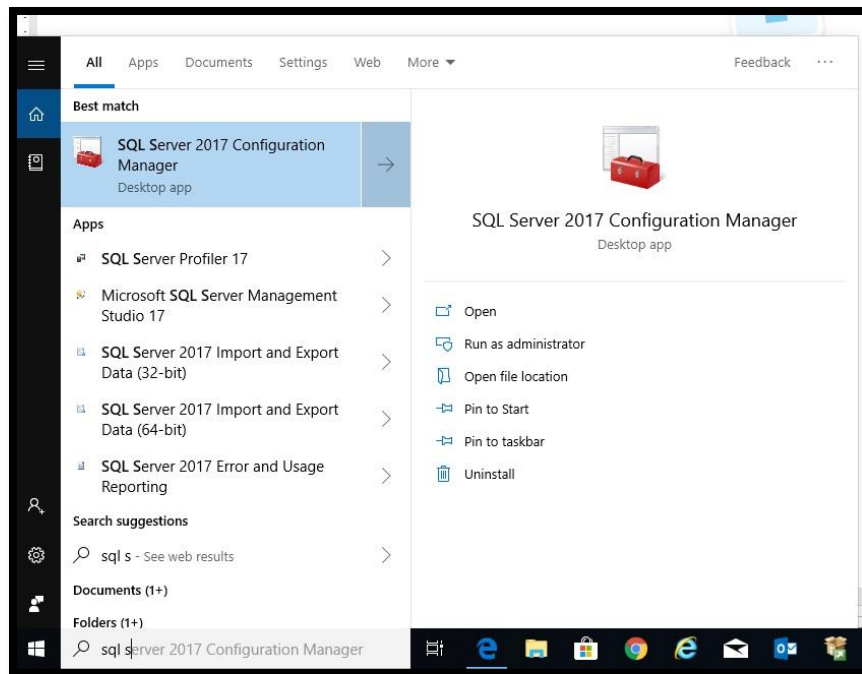 All Apps Documents Settings Web More Feedback ...
Best match
SQL Server 2017 Configuration
Manager
Desktop app
Apps
SQL Server Profiler 17
Microsoft SQL Server Management
Studio 17
SQL Server 2017 Import and Export
Data (32-bit)
SQL Server 2017 Import and Export
Data (64-bit)
SQL Server 2017 Error and Usage
Reporting
Search suggestions
sql s - See web results
Documents (1+)
Folders (1+)
sql server 2017 Configuration Manager
SQL Server 2017 Configuration Manager
Desktop app
Open
Run as administrator
Open file location
Pin to Start
Pin to taskbar
Uninstall